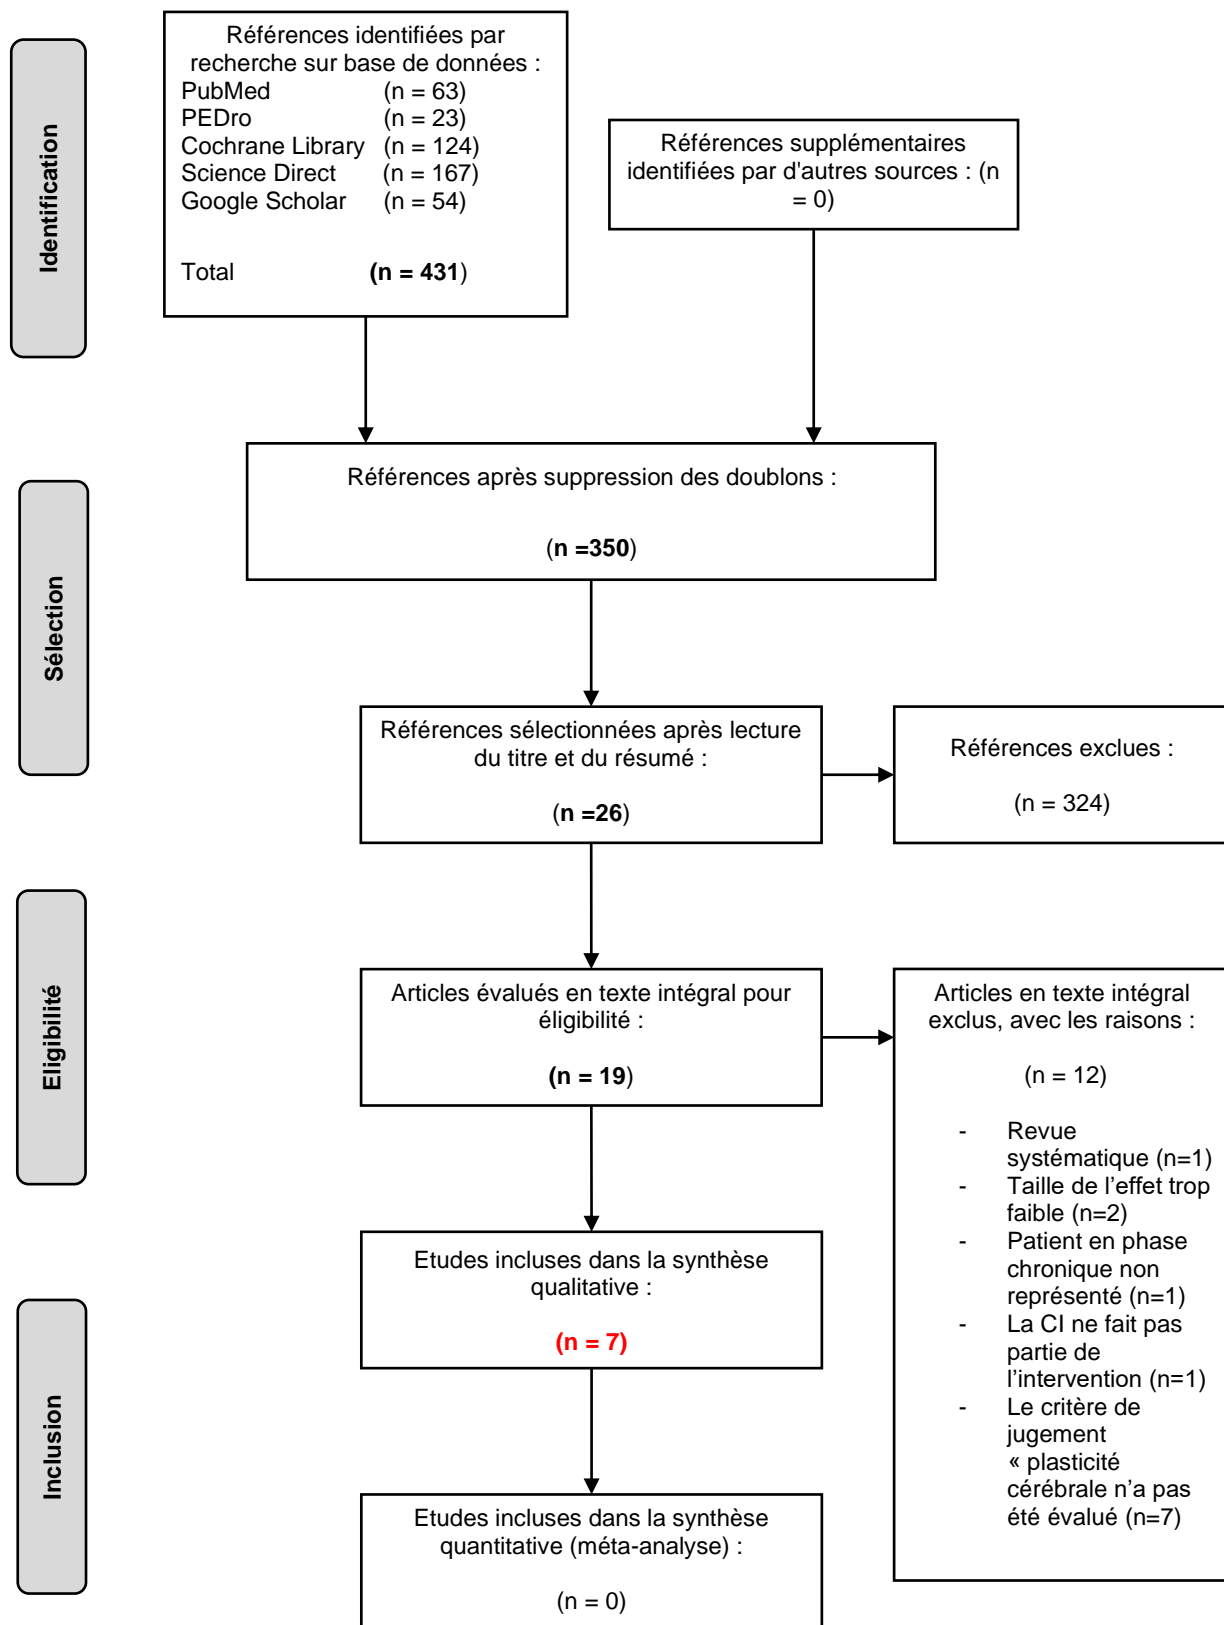 Identification
Références identifiées par
recherche sur base de données :
PubMed (n = 63)
PEDro (n = 23)
Cochrane Library (n = 124)
Science Direct (n = 167)
Google Scholar (n = 54)
Total (n = 431)
Références supplémentaires
identifiées par d'autres sources : (n
= 0)
Sélection
Références après suppression des doublons :
(n =350)
Références sélectionnées après lecture
du titre et du résumé :
(n =26)
Références exclues :
(n = 324)
Eligibilité
Articles évalués en texte intégral pour
éligibilité :
(n = 19)
Articles en texte intégral
exclus, avec les raisons :
(n = 12)
- Revue
systématique (n=1)
- Taille de l’effet trop
faible (n=2)
- Patient en phase
chronique non
représenté (n=1)
- La CI ne fait pas
partie de
l’intervention (n=1)
- Le critère de
jugement
« plasticité
cérébrale n’a pas
été évalué (n=7)
Inclusion
Etudes incluses dans la synthèse
qualitative :
(n = 7)
Etudes incluses dans la synthèse
quantitative (méta-analyse) :
(n = 0)